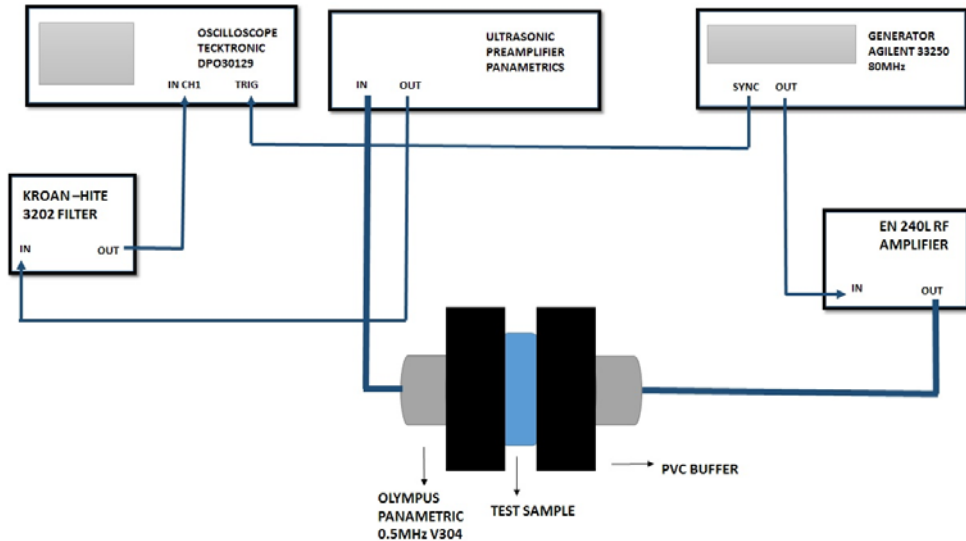 OSCILLOSCOPE
TECKTRONIC
DPO30129
IN CH1 TRIG
ULTRASONIC
PREAMPLIFIER
PANAMETRICS
IN OUT
GENERATOR
AGILENT 33250
80MHz
SYNC OUT
KROAN –HITE
3202 FILTER
IN OUT
EN 240L RF
AMPLIFIER
IN OUT
PVC BUFFER
OLYMPUS
PANAMETRIC
0.5MHz V304
TEST SAMPLE